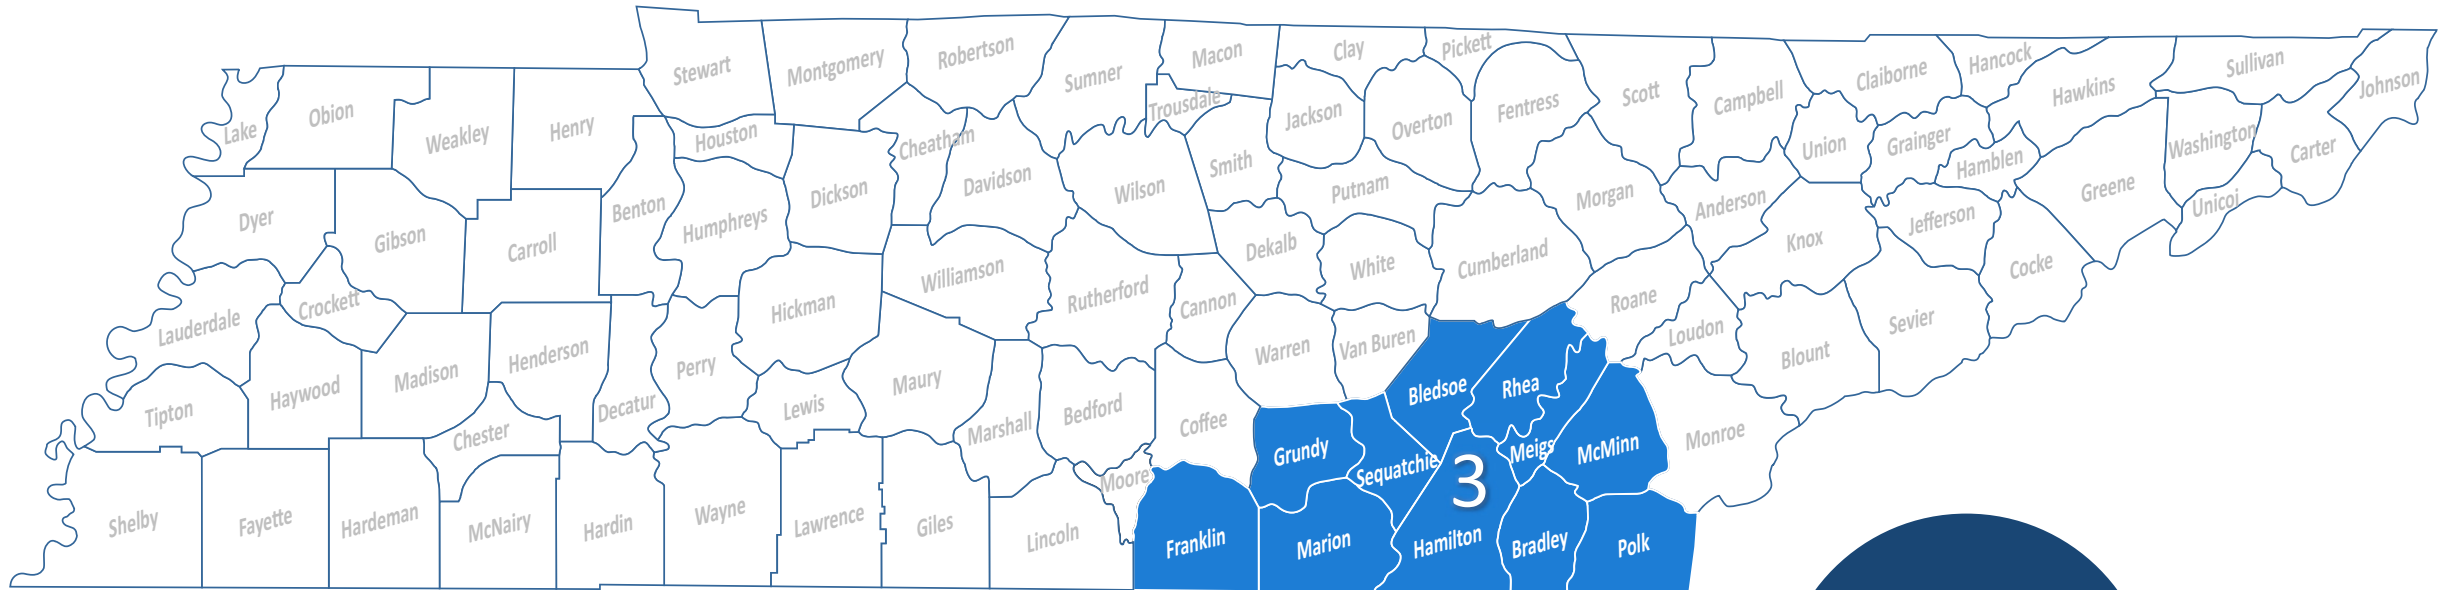 Stewart
Montgomery
Robertson
Sumner
Macon
Clay
Pickett
Scott
Campbell
Claiborne
Hancock
Hawkins
Sullivan
Johnson
Lake
Obion
Weakley
Henry
Houston
Cheatham
Davidson
Trousdale
Jackson
Overton
Fentress
Union
Grainger
Hamblen
Washington
Carter
Dyer
Gibson
Carroll
Benton
Humphreys
Dickson
Wilson
Smith
Putnam
Morgan
Anderson
Knox
Jefferson
Greene
Unicoi
Lauderdale
Crockett
Hickman
Williamson
Rutherford
Cannon
Dekalb
White
Cumberland
Roane
Loudon
Blount
Sevier
Cocke
Tipton
Haywood
Madison
Henderson
Decatur
Perry
Lewis
Maury
Marshall
Bedford
Coffee
Warren
Van Buren
Bledsoe
Rhea
Meigs
McMinn
Monroe
Chester
Moore
Grundy
Sequatchie
3
Shelby
Fayette
Hardeman
McNairy
Hardin
Wayne
Lawrence
Giles
Lincoln
Franklin
Marion
Hamilton
Bradley
Polk